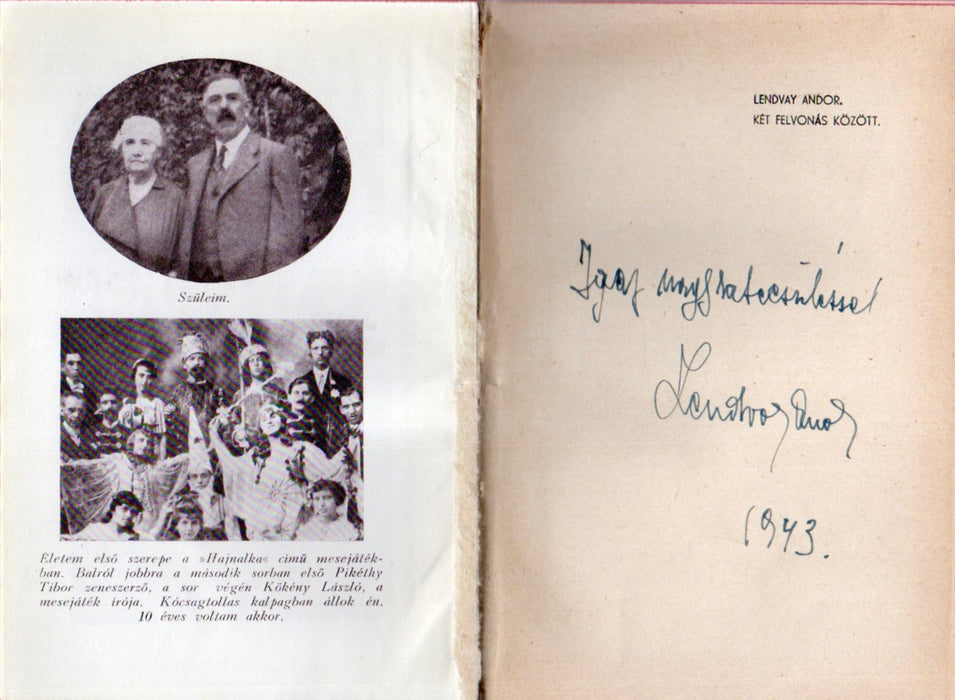 Szüleim.
Életem első szerepe a »Hajnalka« című mesejáték-
ban. Balról jobbra a második sorban első Pikéthy
Tibor zeneszerző, a sor végén Kökény László, a
mesejáték írója. Kócsagtollas kalpagban állok én.
10 éves voltam akkor.
LENDVAY ANDOR.
KÉT FELVONÁS KÖZÖTT.
Igaz nagyrabecsüléssel
Lendvay Andor
1943.